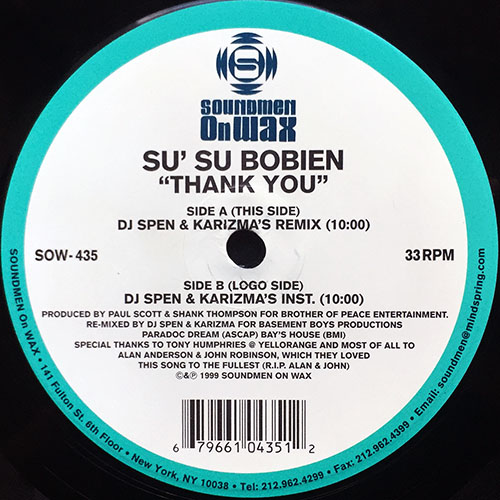 S
SOUNDMEN
On WAX
SU' SU BOBIEN
"THANK YOU"
SIDE A (THIS SIDE)
DJ SPEN & KARIZMA'S REMIX (10:00)
SOW-435
33 RPM
SIDE B (LOGO SIDE)
DJ SPEN & KARIZMA'S INST. (10:00)
PRODUCED BY PAUL SCOTT & SHANK THOMPSON FOR BROTHER OF PEACE ENTERTAINMENT.
RE-MIXED BY DJ SPEN & KARIZMA FOR BASEMENT BOYS PRODUCTIONS
PARADOC DREAM (ASCAP) BAY'S HOUSE (BMI)
SPECIAL THANKS TO TONY HUMPHRIES @ YELLORANGE AND MOST OF ALL TO
ALAN ANDERSON & JOHN ROBINSON, WHICH THEY LOVED
THIS SONG TO THE FULLEST (R.I.P. ALAN & JOHN)
©&℗ 1999 SOUNDMEN ON WAX
6 79661 04351 2
SOUNDMEN ON WAX • 141 Fulton St. 6th Floor • New York, NY 10038 • Tel: 212.962.4299 • Fax: 212.962.4399 • Email: soundmen@mindspring.com